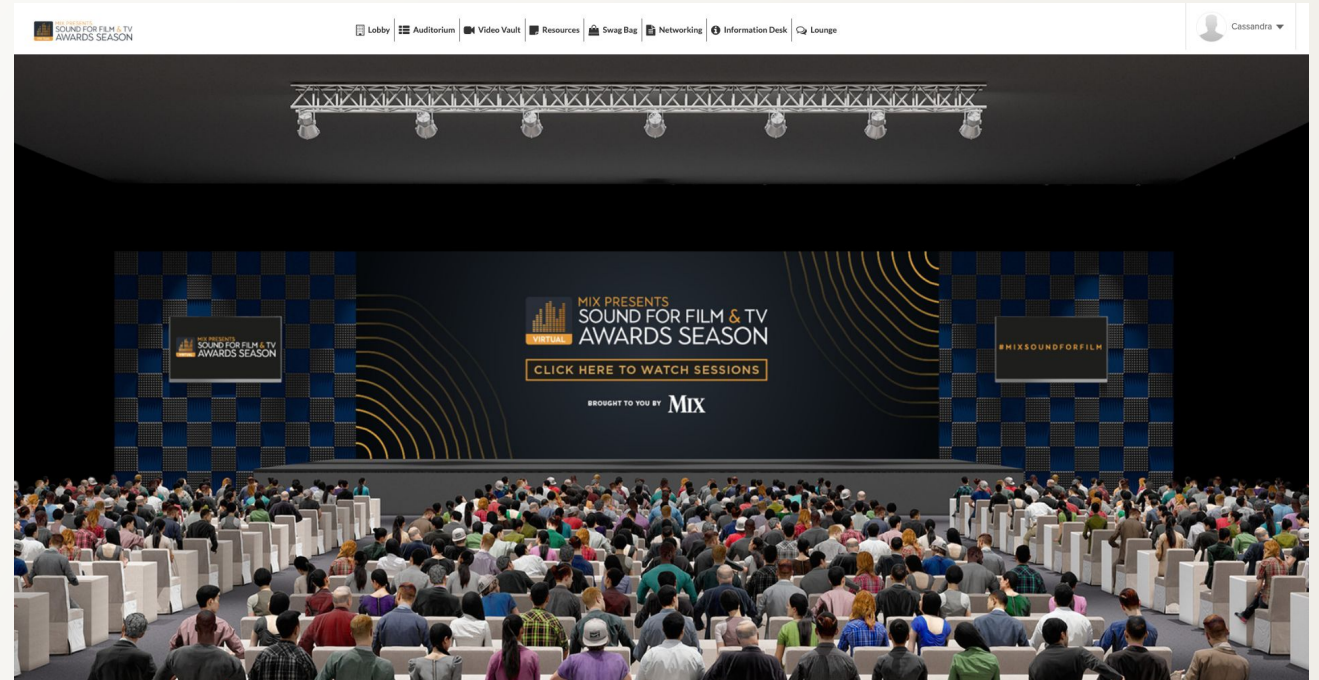 MIX PRESENTS
SOUND FOR FILM & TV
AWARDS SEASON
Lobby
Auditorium
Video Vault
Resources
Swag Bag
Networking
Information Desk
Lounge
Cassandra
MIX PRESENTS
SOUND FOR FILM & TV
AWARDS SEASON
VIRTUAL
MIX PRESENTS
SOUND FOR FILM & TV
AWARDS SEASON
CLICK HERE TO WATCH SESSIONS
BROUGHT TO YOU BY MIX
#MIXSOUNDFORFILM